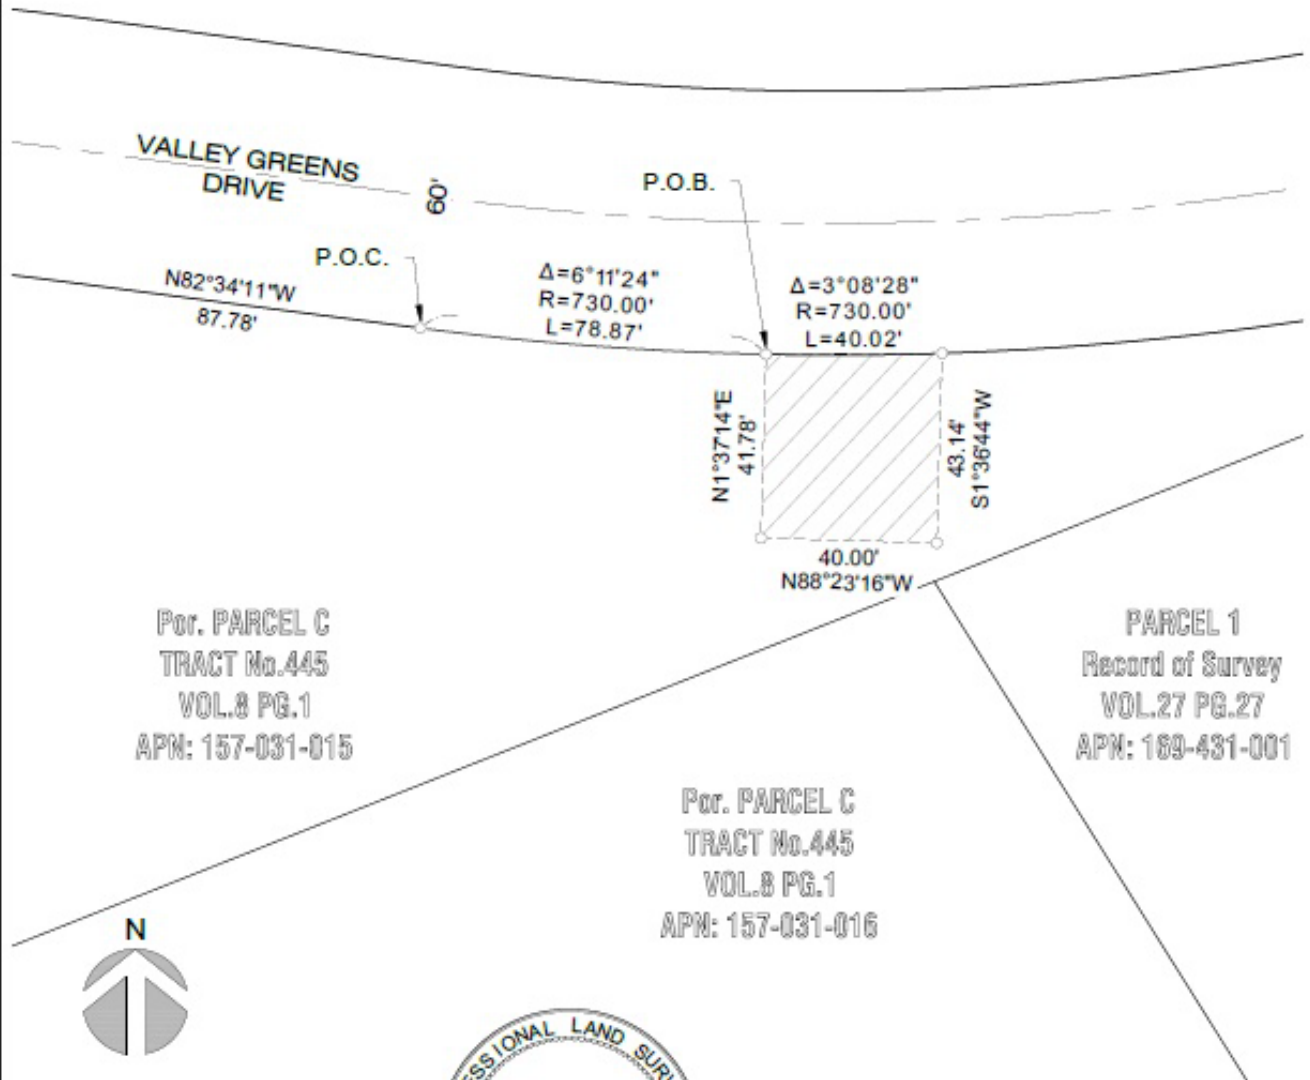 VALLEY GREENS
DRIVE
60'
P.O.B.
P.O.C.
N82°34'11"W
87.78'
Δ=6°11'24"
R=730.00'
L=78.87'
Δ=3°08'28"
R=730.00'
L=40.02'
N1°37'14"E
41.78'
43.14'
S1°36'44"W
40.00'
N88°23'16"W
Por. PARCEL C
TRACT No.445
VOL.8 PG.1
APN: 157-031-015
PARCEL 1
Record of Survey
VOL.27 PG.27
APN: 169-431-001
Por. PARCEL C
TRACT No.445
VOL.8 PG.1
APN: 157-031-016
N
SSIONAL LAND SURV